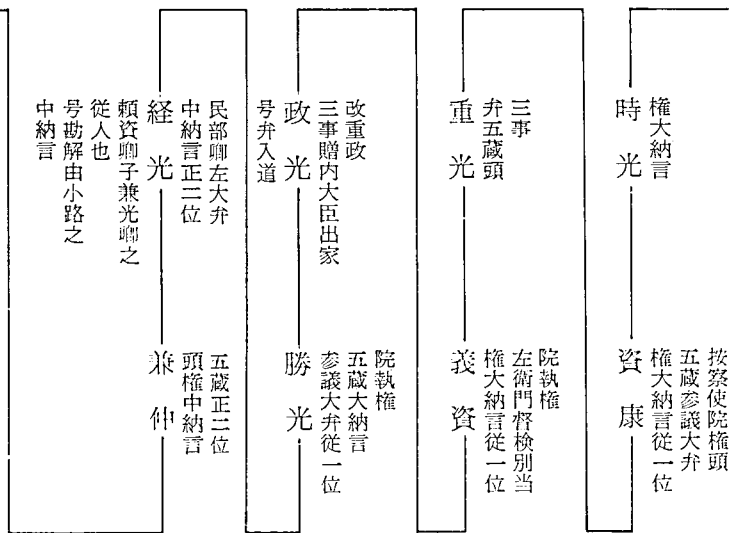 権大納言
時光
按察使院権頭
五蔵参議大弁
権大納言従一位
資康
三事
弁五蔵頭
重光
院執権
左衛門督検別当
権大納言従一位
義資
改重政
三事贈内大臣出家
政光
号弁入道
院執権
五蔵大納言
参議大弁従一位
勝光
民部卿左大弁
中納言正二位
経光
頼資卿子兼光卿之
従人也
号勘解由小路之
中納言
五蔵正二位
頭権中納言
兼仲